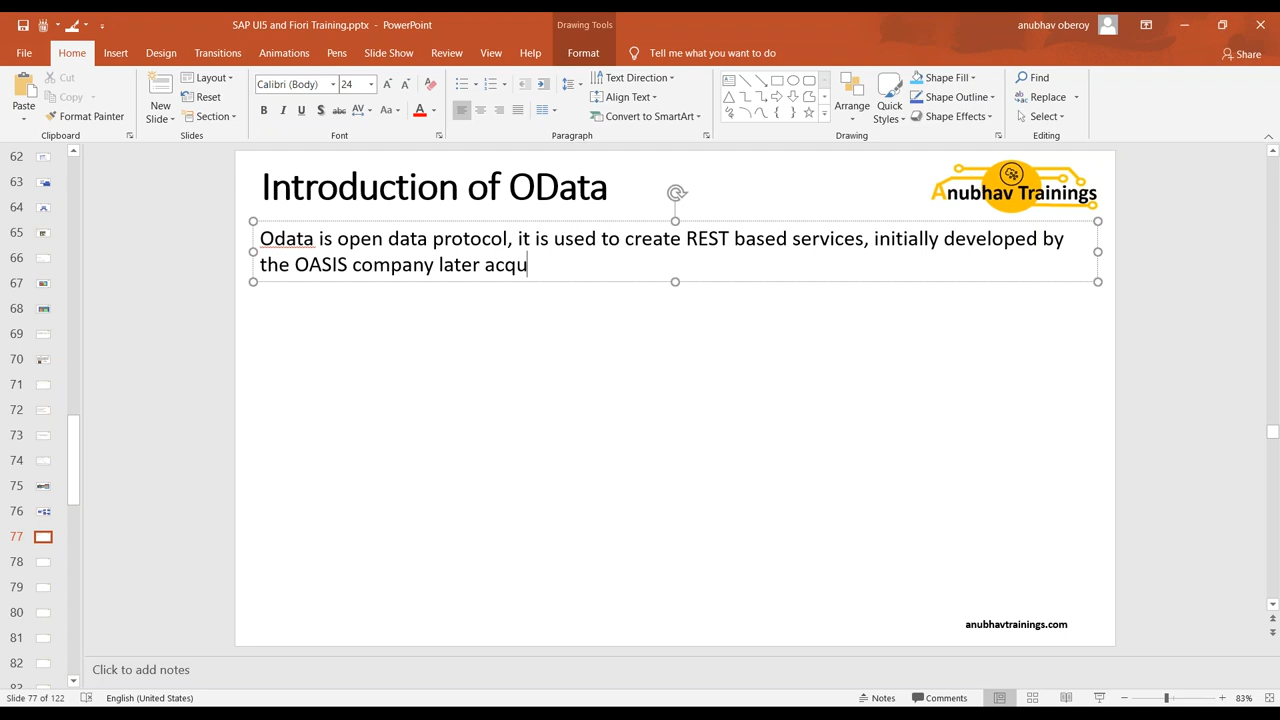 SAP UI5 and Fiori Training.pptx - PowerPoint
Drawing Tools
anubhav oberoy
File
Home
Insert
Design
Transitions
Animations
Pens
Slide Show
Review
View
Help
Format
Tell me what you want to do
Share
Paste
Cut
Copy
Format Painter
Clipboard
New
Slide
Layout
Reset
Section
Slides
Calibri (Body)
24
B I U S abc AV Aa A
Font
Text Direction
Align Text
Convert to SmartArt
Paragraph
Arrange
Quick
Styles
Shape Fill
Shape Outline
Shape Effects
Drawing
Find
Replace
Select
Editing
62
63
64
65
66
67
68
69
70
71
72
73
74
75
76
77
78
79
80
81
82
Introduction of OData
Anubhav Trainings
Odata is open data protocol, it is used to create REST based services, initially developed by
the OASIS company later acqu
anubhavtrainings.com
Click to add notes
Slide 77 of 122
English (United States)
Notes
Comments
83%